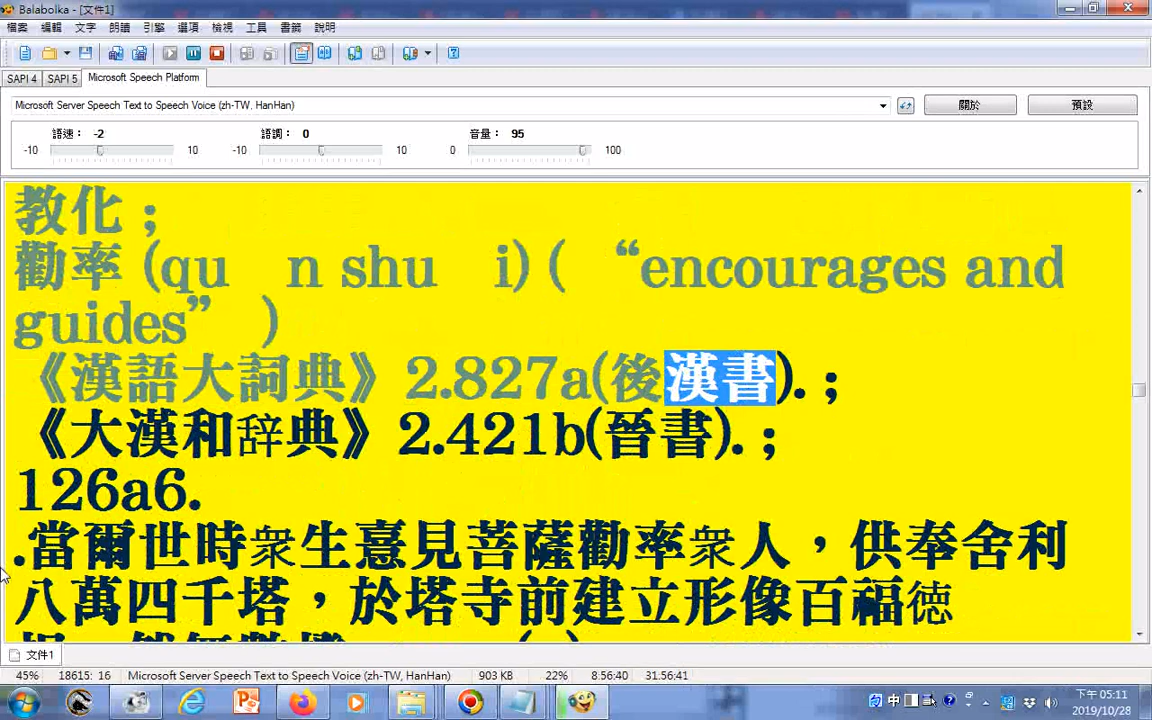 Balabolka - [文件1]
檔案 編輯 文字 朗讀 引擎 選項 檢視 工具 書籤 說明
SAPI 4 SAPI 5 Microsoft Speech Platform
Microsoft Server Speech Text to Speech Voice (zh-TW, HanHan) 關於 預設
語速： -2 語調： 0 音量： 95
-10 10 -10 10 0 100
教化；
勸率 (qu n shu i) ( “encourages and
guides” )
《漢語大詞典》 2.827a(後漢書). ;
《大漢和辞典》 2.421b(晉書). ;
126a6.
.當爾世時衆生憙見菩薩勸率衆人，供奉舍利
八萬四千塔，於塔寺前建立形像百福徳
文件1
45% 18615: 16 Microsoft Server Speech Text to Speech Voice (zh-TW, HanHan) 903 KB 22% 8:56:40 31:56:41
中 下午 05:11
2019/10/28